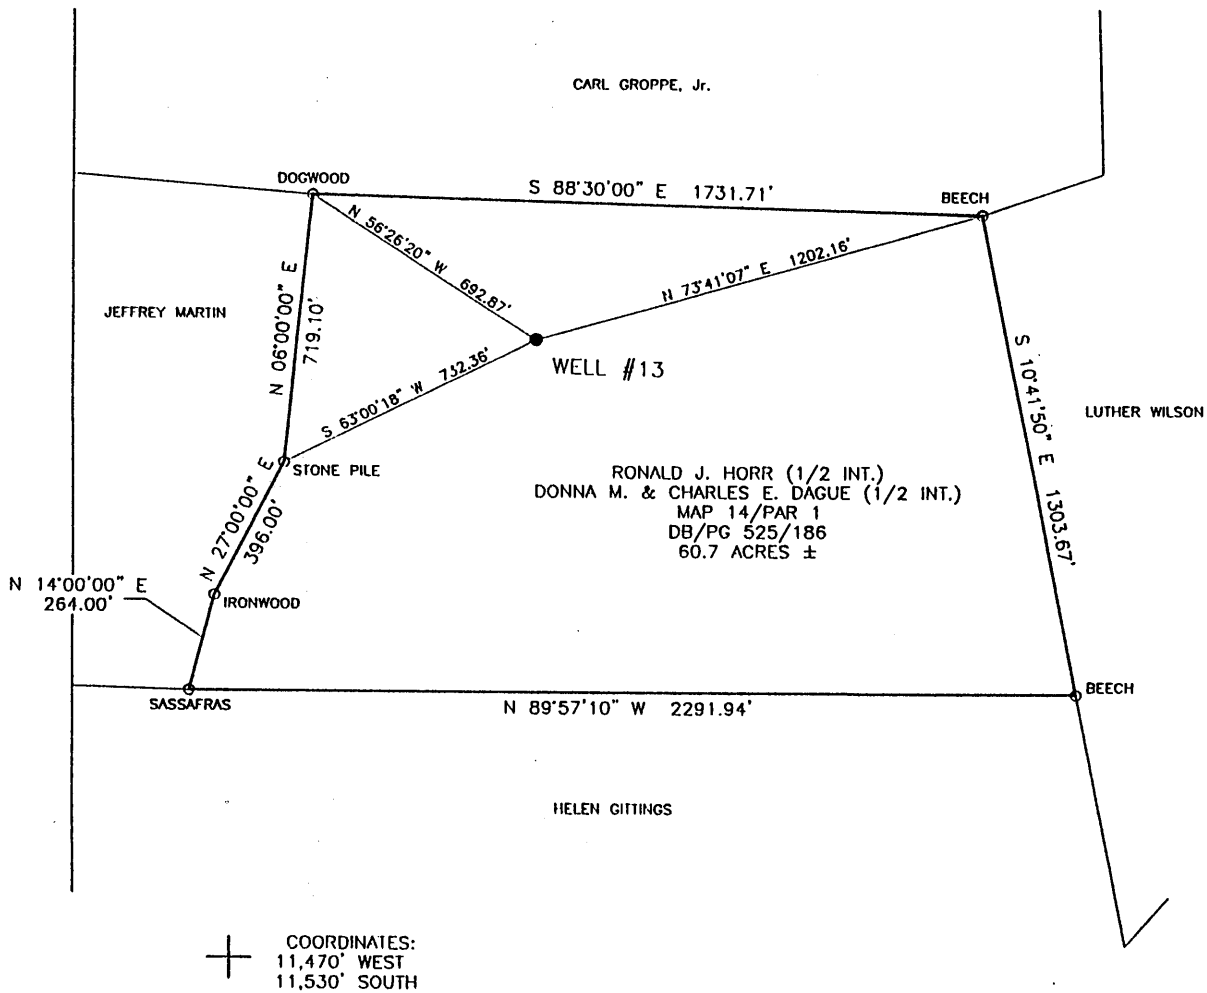 CARL GROPPE, Jr.
DOGWOOD
S 88°30'00" E 1731.71'
BEECH
N 56°26'20" W 692.87'
N 73°41'07" E 1202.16'
JEFFREY MARTIN
N 06°00'00" E
719.10'
WELL #13
S 63°00'18" W 732.36'
S 10°41'50" E 1303.67'
LUTHER WILSON
STONE PILE
RONALD J. HORR (1/2 INT.)
DONNA M. & CHARLES E. DAGUE (1/2 INT.)
MAP 14/PAR 1
DB/PG 525/186
60.7 ACRES ±
N 27°00'00" E
396.00'
N 14°00'00" E
264.00'
IRONWOOD
SASSAFRAS
N 89°57'10" W 2291.94'
BEECH
HELEN GITTINGS
COORDINATES:
11,470' WEST
11,530' SOUTH